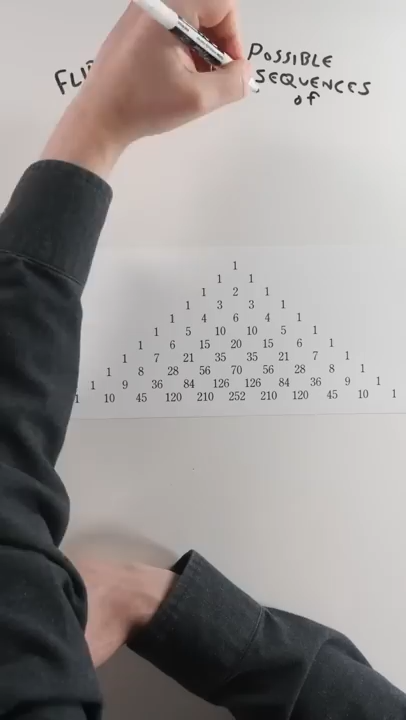 POSSIBLE
SEQUENCES
of
1
1 1
1 2 1
1 3 3 1
1 4 6 4 1
1 5 10 10 5 1
1 6 15 20 15 6 1
1 7 21 35 35 21 7 1
1 8 28 56 70 56 28 8 1
1 9 36 84 126 126 84 36 9 1
1 10 45 120 210 252 210 120 45 10 1